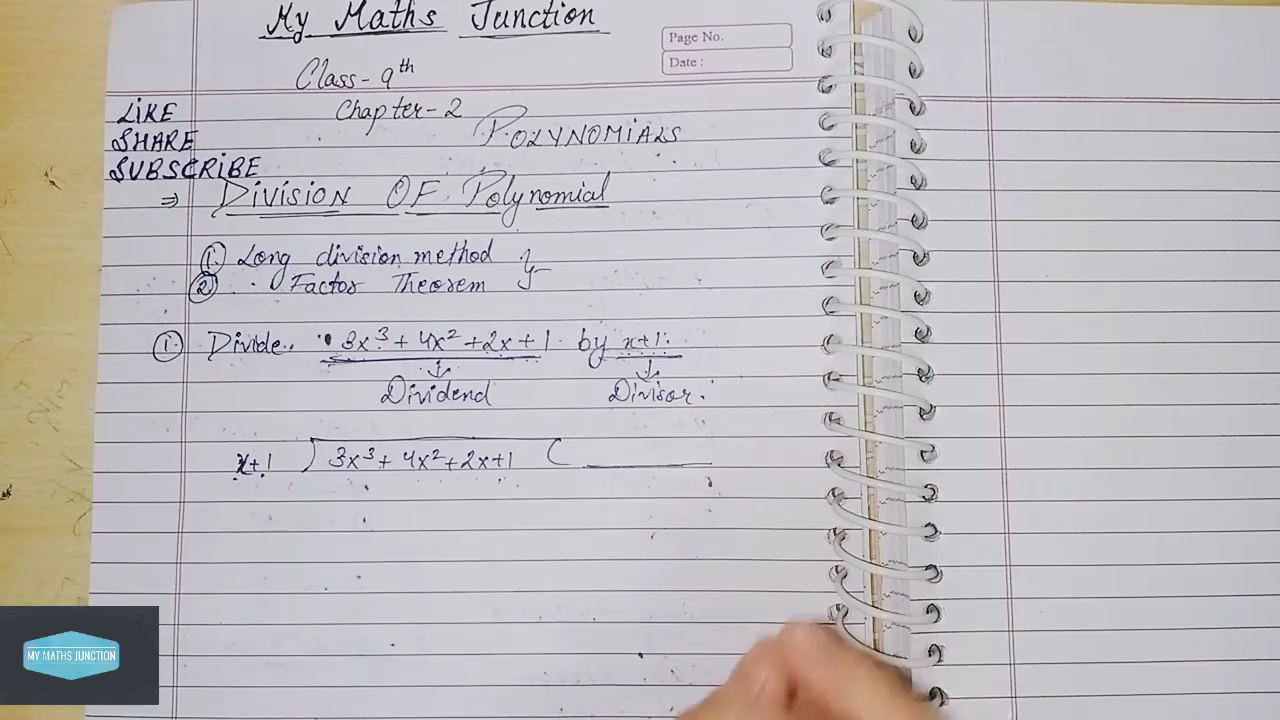 My Maths Junction
Page No.
Date :
Class-9th
Chapter-2
POLYNOMIALS
LIKE
SHARE
SUBSCRIBE
⇒ Division OF Polynomial
① Long division method
② Factor Theorem
① Divide 3x³ + 4x² + 2x + 1 by x+1.
Dividend Divisor.
x+1 ) 3x³ + 4x² + 2x + 1 (
MY MATHS JUNCTION